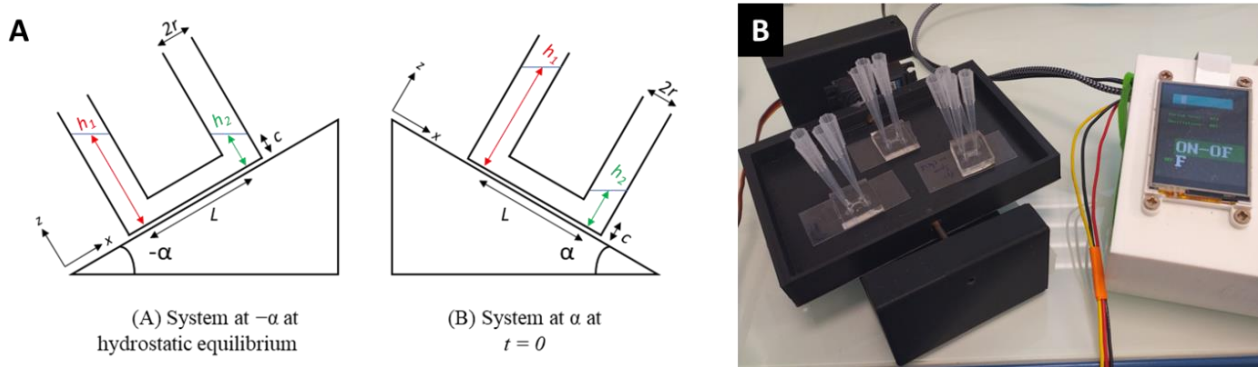 A
2r
h₁
h₂
c
L
z
x
-α
(A) System at −α at
hydrostatic equilibrium
2r
h₁
h₂
c
L
z
x
α
(B) System at α at
t = 0
B
ON-OF
F